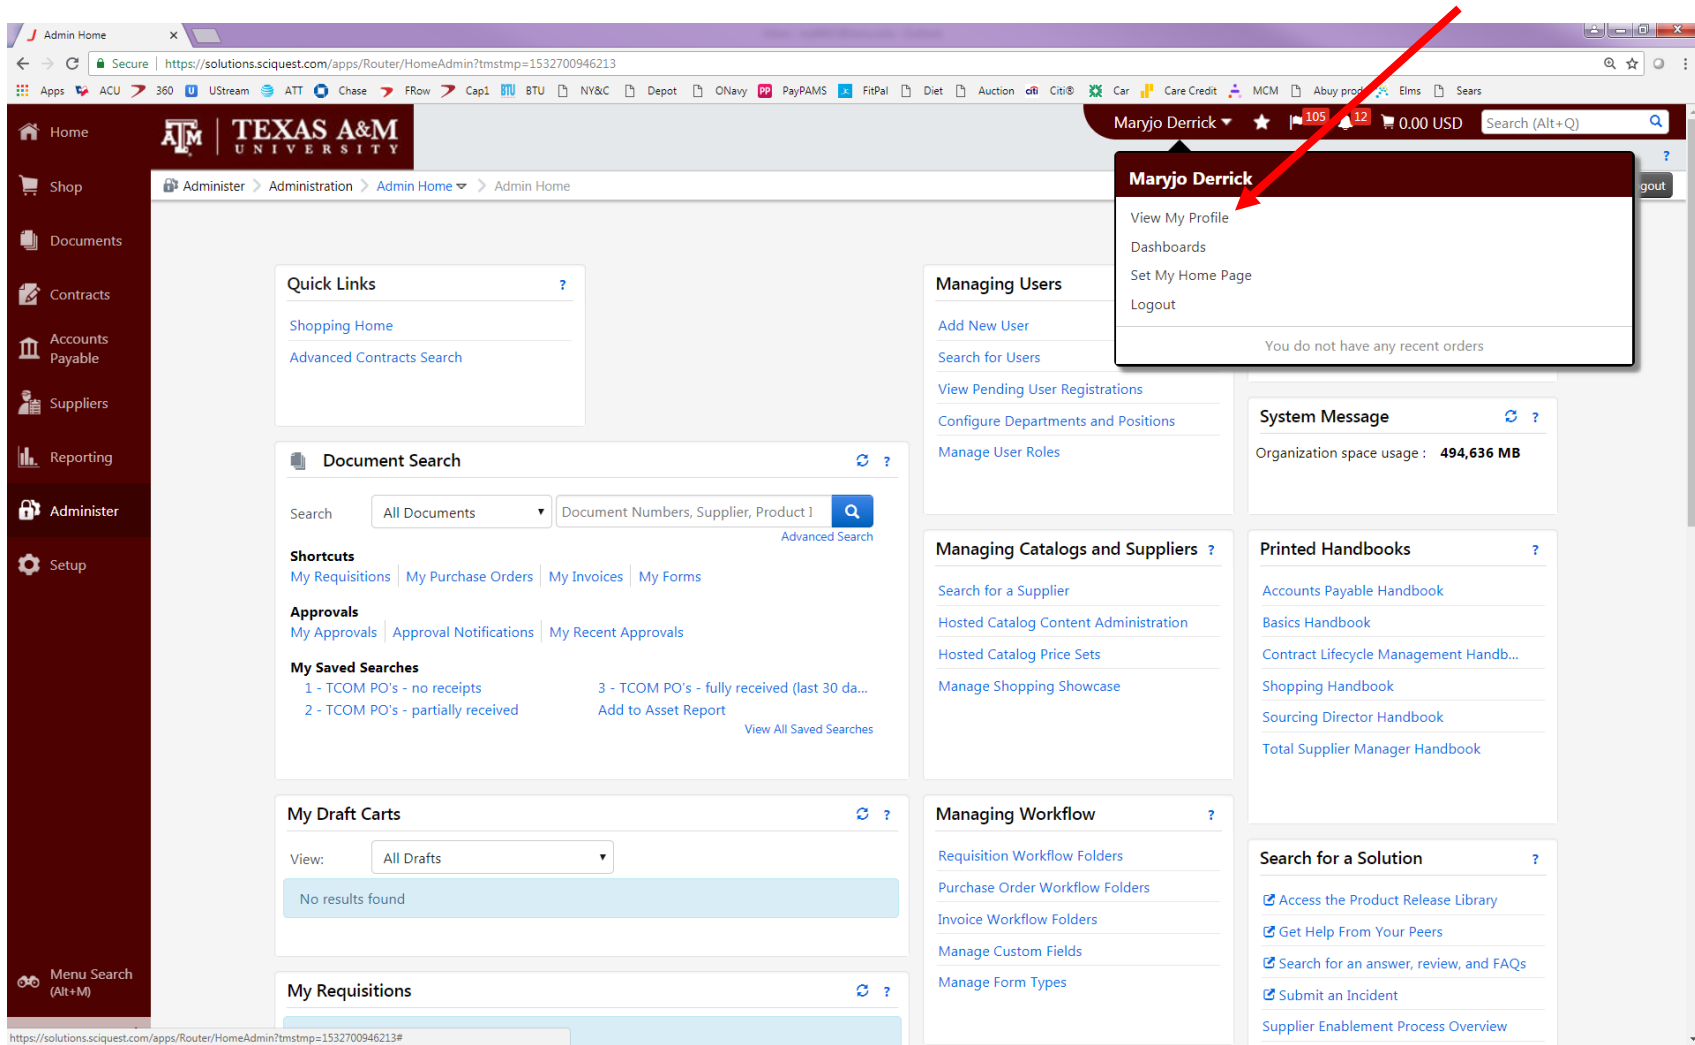 Admin Home
Secure | https://solutions.sciquest.com/apps/Router/HomeAdmin?tmstmp=1532700946213
Apps ACU 360 UStream ATT Chase FRow Cap1 BTU BTU NY&C Depot ONavy PP PayPAMS FitPal Diet Auction citi Citi® Car Care Credit MCM Abuy prod Elms Sears
Home
Shop
Documents
Contracts
Accounts
Payable
Suppliers
Reporting
Administer
Setup
Menu Search
(Alt+M)
ATM | TEXAS A&M
UNIVERSITY
Maryjo Derrick 105 12 0.00 USD Search (Alt+Q)
?
Administer > Administration > Admin Home > Admin Home
gout
Maryjo Derrick
View My Profile
Dashboards
Set My Home Page
Logout
You do not have any recent orders
Quick Links ?
Shopping Home
Advanced Contracts Search
Document Search ?
Search All Documents Document Numbers, Supplier, Product I
Advanced Search
Shortcuts
My Requisitions | My Purchase Orders | My Invoices | My Forms
Approvals
My Approvals | Approval Notifications | My Recent Approvals
My Saved Searches
1 - TCOM PO's - no receipts
2 - TCOM PO's - partially received
3 - TCOM PO's - fully received (last 30 da...
Add to Asset Report
View All Saved Searches
My Draft Carts ?
View: All Drafts
No results found
My Requisitions ?
Managing Users
Add New User
Search for Users
View Pending User Registrations
Configure Departments and Positions
Manage User Roles
Managing Catalogs and Suppliers ?
Search for a Supplier
Hosted Catalog Content Administration
Hosted Catalog Price Sets
Manage Shopping Showcase
Managing Workflow ?
Requisition Workflow Folders
Purchase Order Workflow Folders
Invoice Workflow Folders
Manage Custom Fields
Manage Form Types
System Message ?
Organization space usage : 494,636 MB
Printed Handbooks ?
Accounts Payable Handbook
Basics Handbook
Contract Lifecycle Management Handb...
Shopping Handbook
Sourcing Director Handbook
Total Supplier Manager Handbook
Search for a Solution ?
Access the Product Release Library
Get Help From Your Peers
Search for an answer, review, and FAQs
Submit an Incident
Supplier Enablement Process Overview
https://solutions.sciquest.com/apps/Router/HomeAdmin?tmstmp=1532700946213#